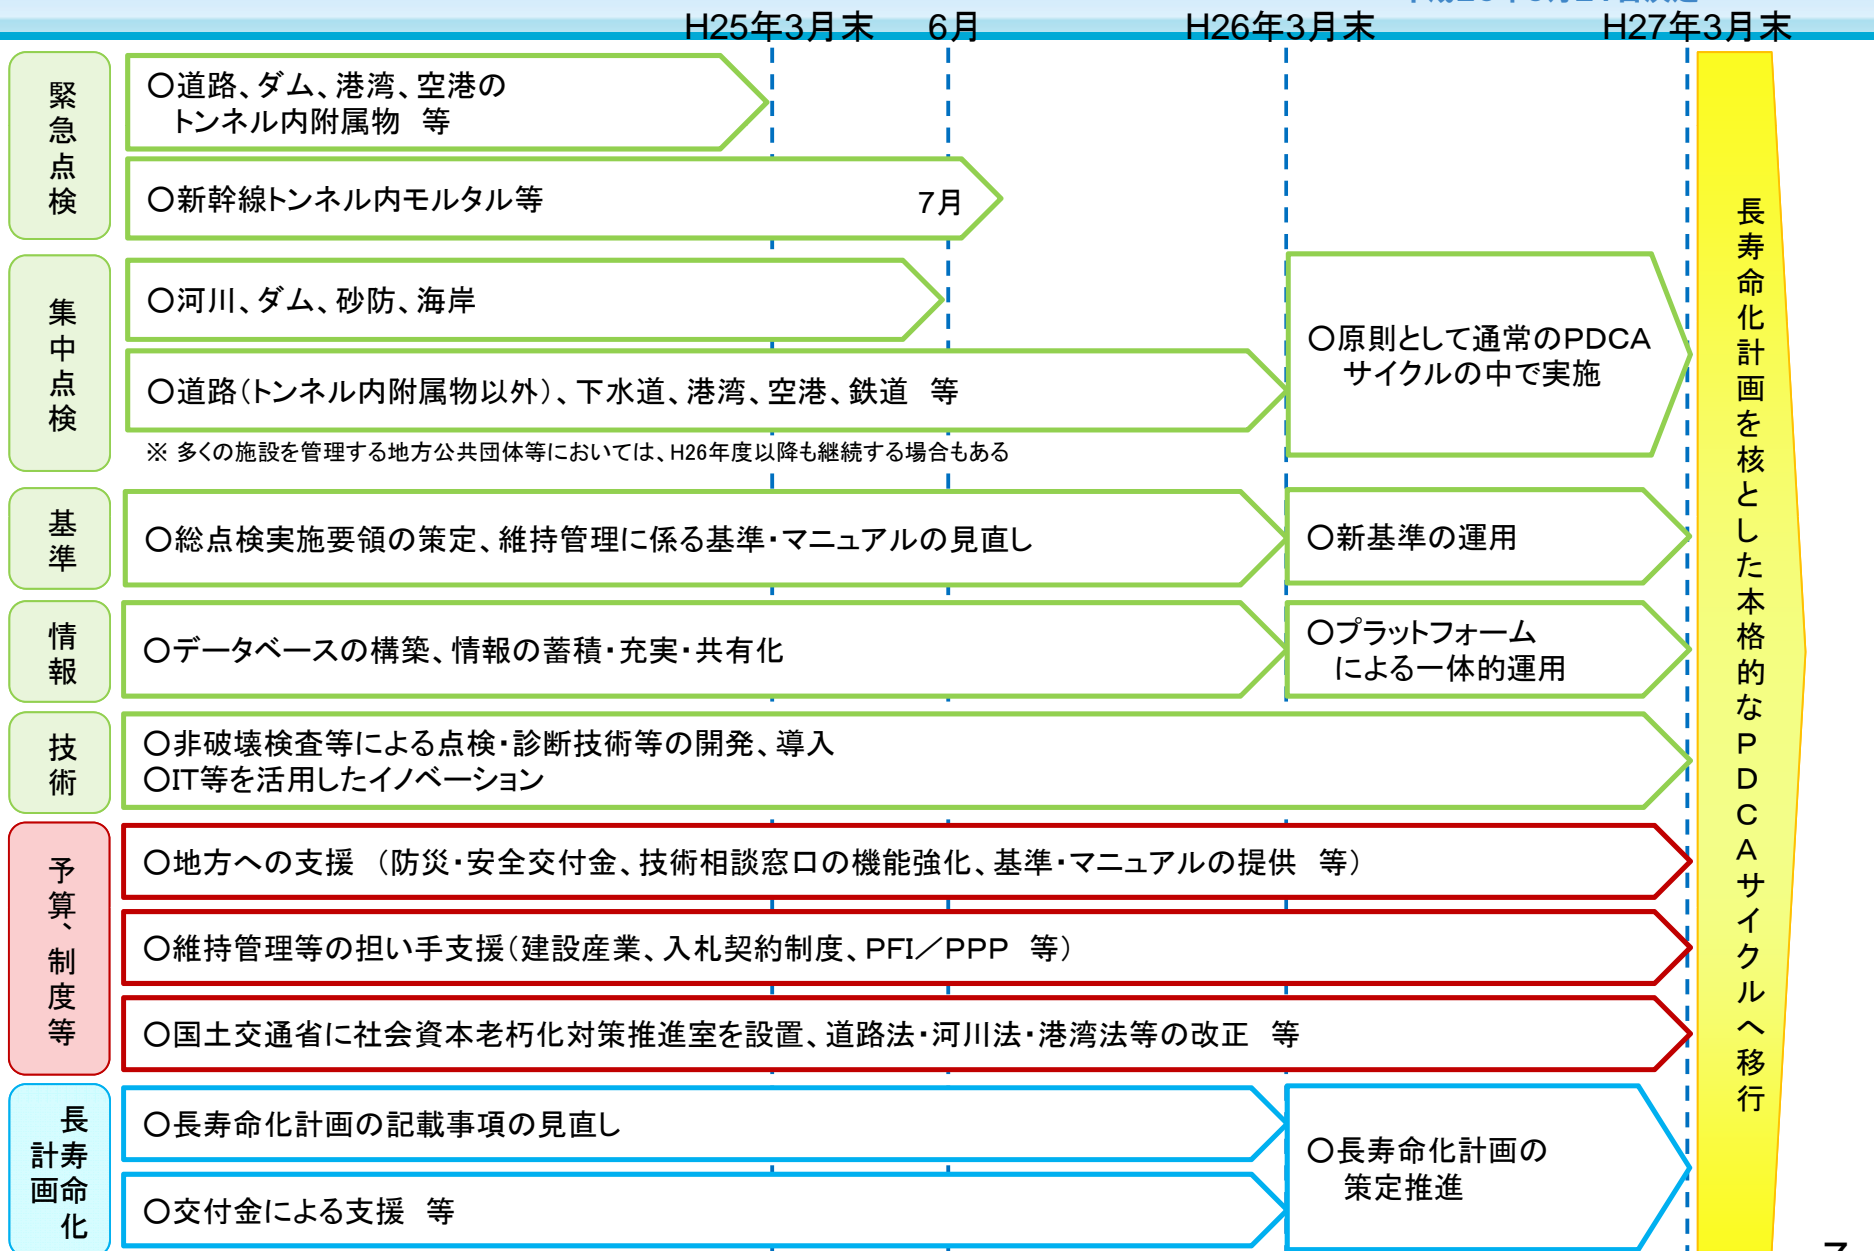 H25年3月末 6月 H26年3月末 H27年3月末
緊急点検
○道路、ダム、港湾、空港の
トンネル内附属物 等
○新幹線トンネル内モルタル等 7月
集中点検
○河川、ダム、砂防、海岸
○道路(トンネル内附属物以外)、下水道、港湾、空港、鉄道 等
※ 多くの施設を管理する地方公共団体等においては、H26年度以降も継続する場合もある
○原則として通常のPDCA
サイクルの中で実施
基準
○総点検実施要領の策定、維持管理に係る基準・マニュアルの見直し
○新基準の運用
情報
○データベースの構築、情報の蓄積・充実・共有化
○プラットフォーム
による一体的運用
技術
○非破壊検査等による点検・診断技術等の開発、導入
○IT等を活用したイノベーション
予算、制度等
○地方への支援 (防災・安全交付金、技術相談窓口の機能強化、基準・マニュアルの提供 等)
○維持管理等の担い手支援(建設産業、入札契約制度、PFI/PPP 等)
○国土交通省に社会資本老朽化対策推進室を設置、道路法・河川法・港湾法等の改正 等
長寿命化
計画
○長寿命化計画の記載事項の見直し
○交付金による支援 等
○長寿命化計画の
策定推進
長寿命化計画を核とした本格的なPDCAサイクルへ移行